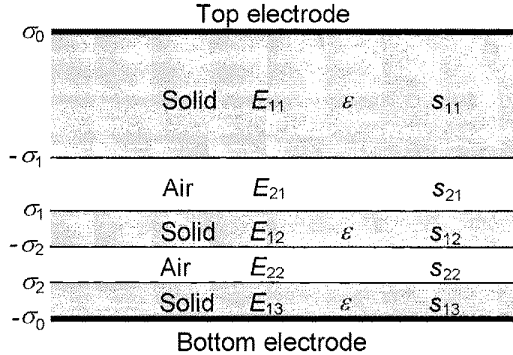 Top electrode
σ0
Solid E11 ε s11
-σ1
Air E21 s21
σ1
Solid E12 ε s12
-σ2
Air E22 s22
σ2
Solid E13 ε s13
-σ0
Bottom electrode